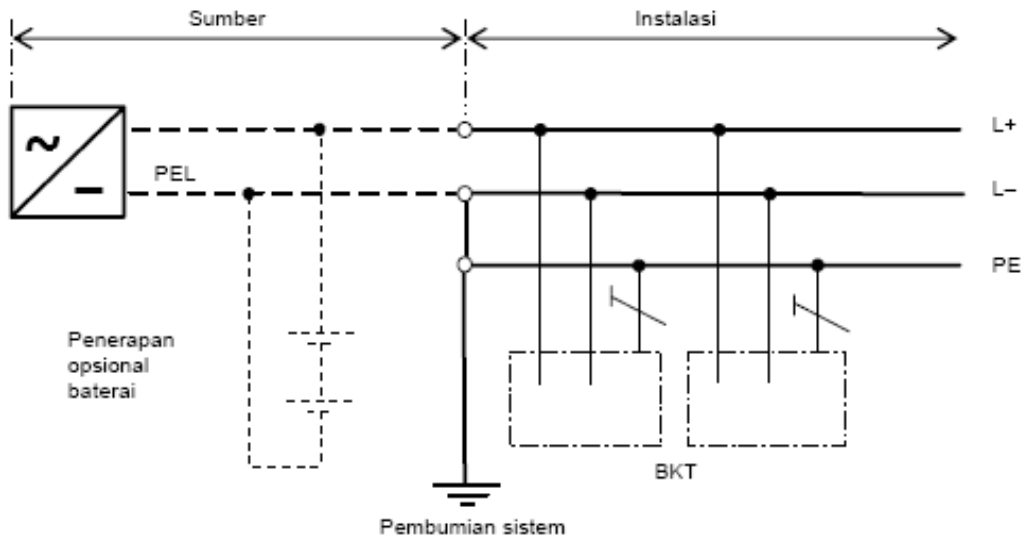 Sumber
Instalasi
L+
PEL
L–
PE
Penerapan
opsional
baterai
BKT
Pembumian sistem